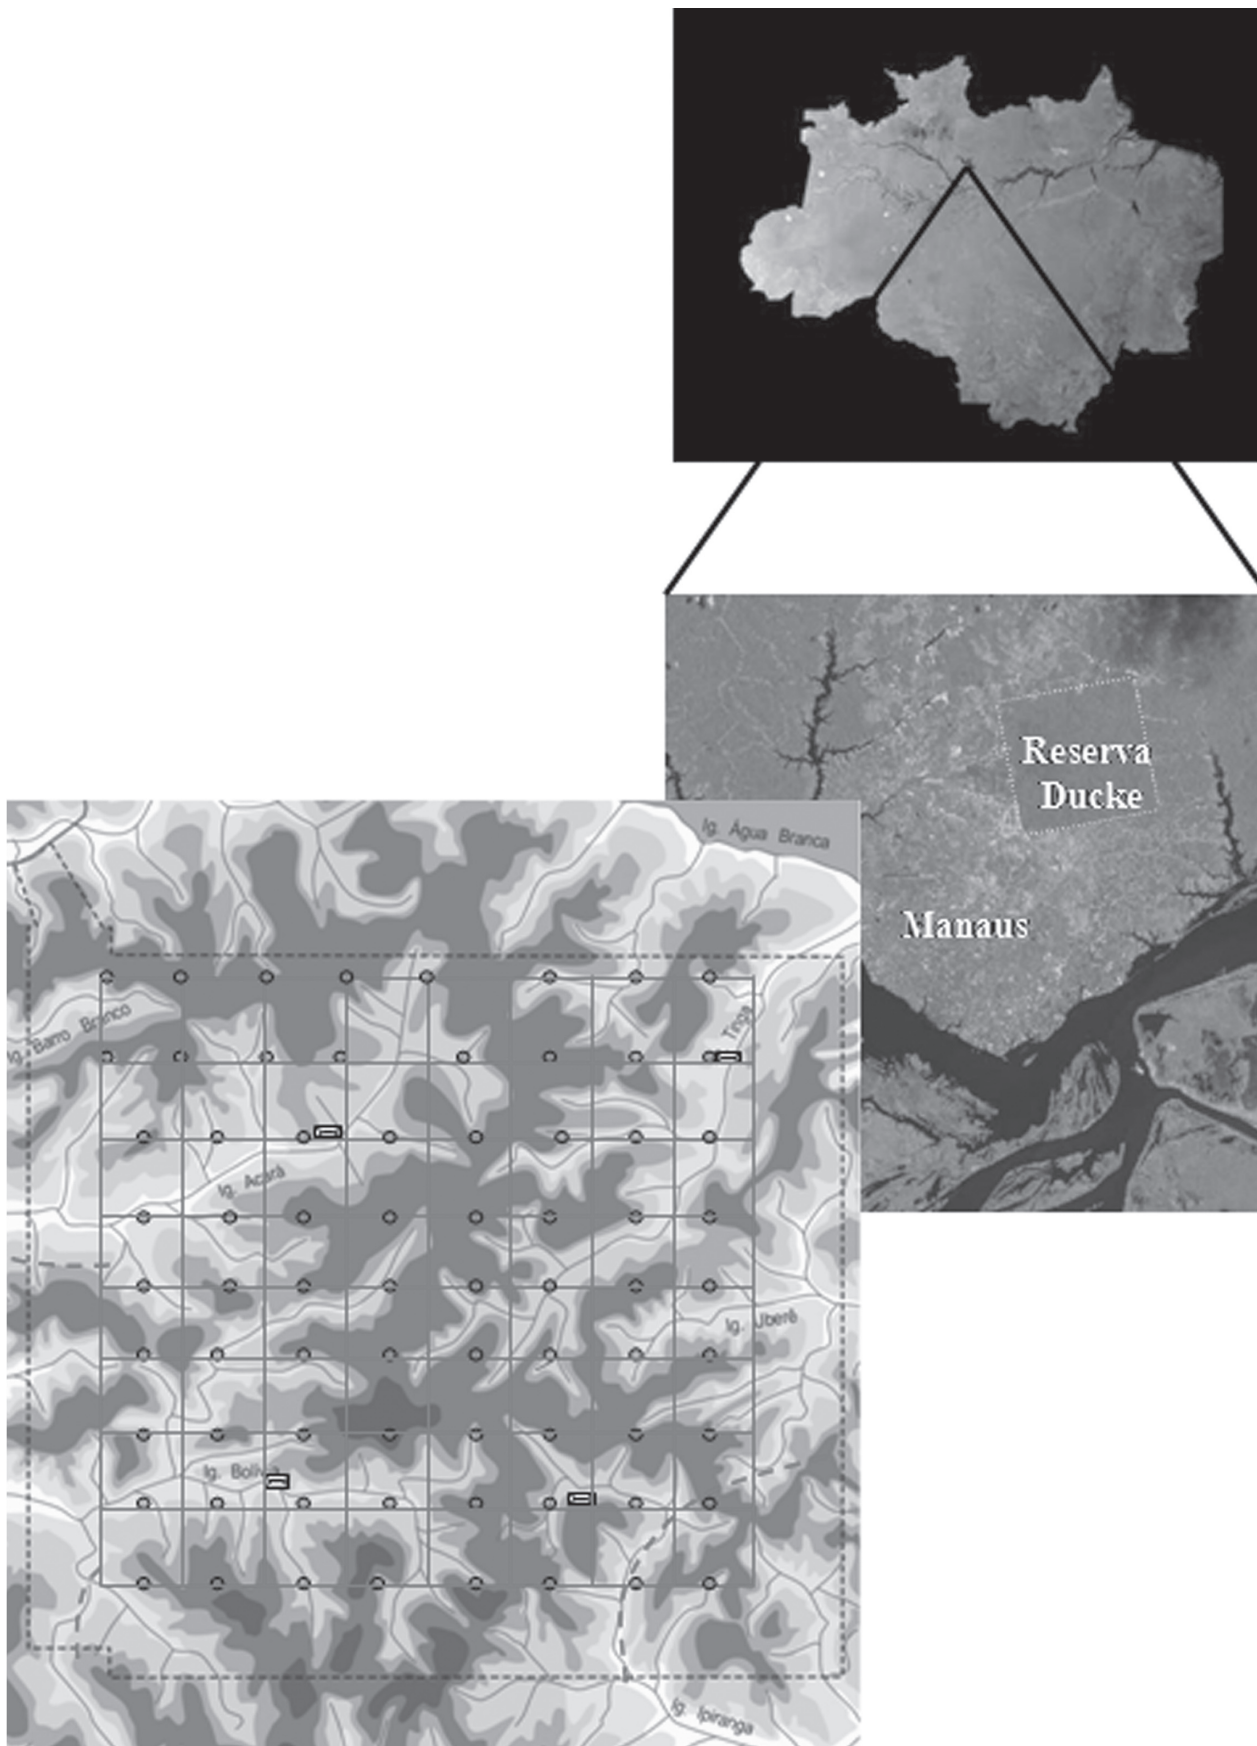 Reserva
Ducke
Manaus
Ig. Água Branca
Ig. Barro Branco
Tinga
Ig. Acará
Ig. Uberê
Ig. Bolívia
Ig. Ipiranga